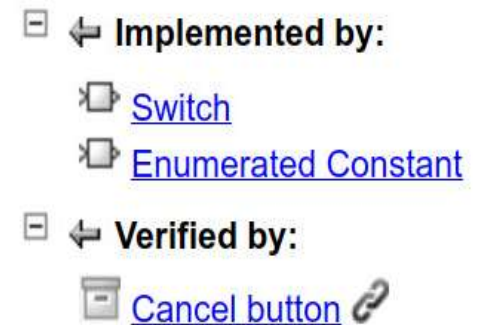 Implemented by:
Switch
Enumerated Constant
Verified by:
Cancel button